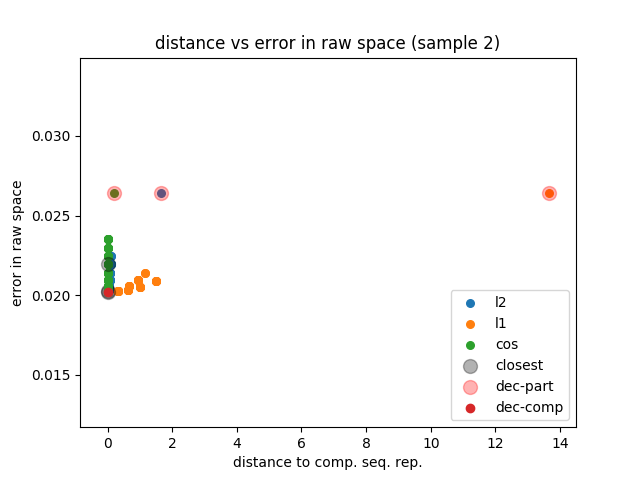 distance vs error in raw space (sample 2)
error in raw space
0.030
0.025
0.020
0.015
0 2 4 6 8 10 12 14
distance to comp. seq. rep.
l2
l1
cos
closest
dec-part
dec-comp